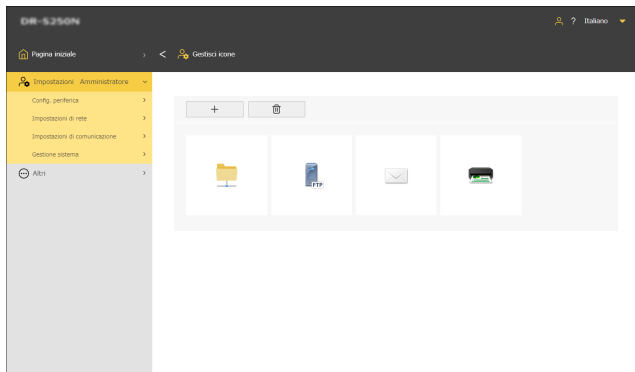 DR-S250N
? Italiano
Pagina iniziale
Gestisci icone
Impostazioni Amministratore
Config. periferica
Impostazioni di rete
Impostazioni di comunicazione
Gestione sistema
Altri
FTP